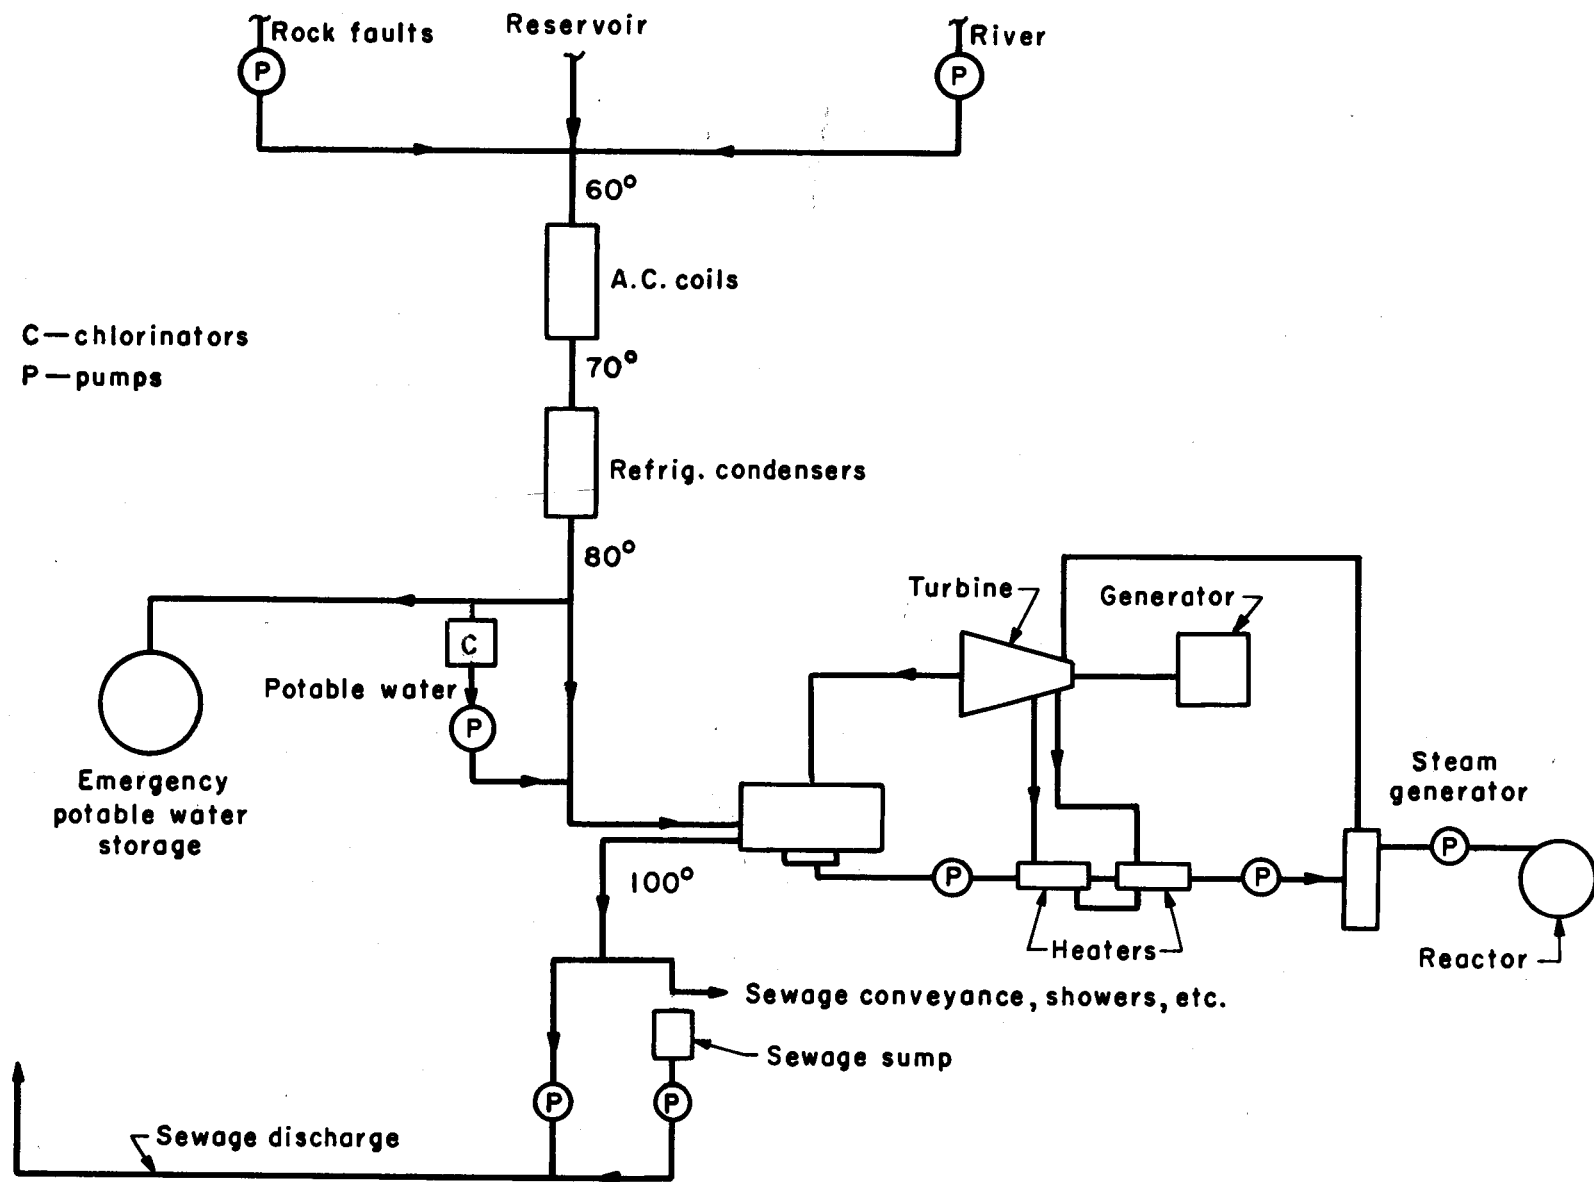 Rock faults
Reservoir
River
P
P
60°
A.C. coils
C—chlorinators
P—pumps
70°
Refrig. condensers
80°
Turbine
Generator
C
Potable water
P
Emergency
potable water
storage
Steam
generator
P
100°
P
P
Heaters
Reactor
Sewage conveyance, showers, etc.
Sewage sump
P
P
Sewage discharge